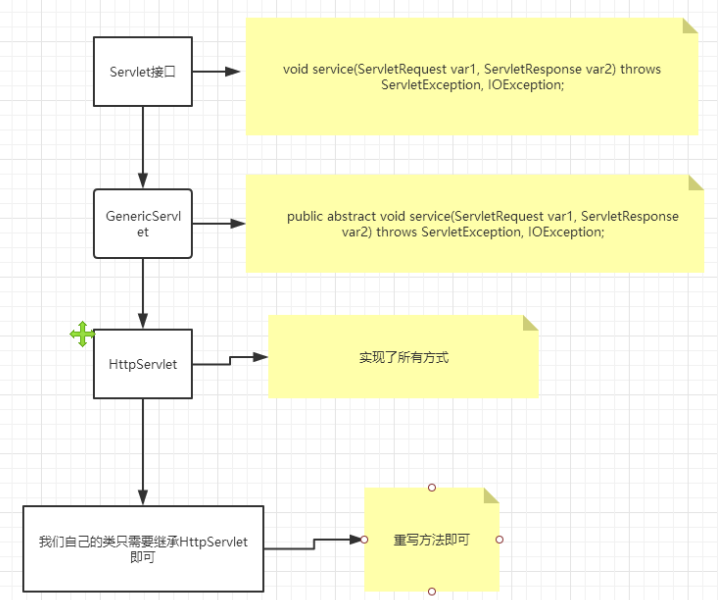 Servlet接口
void service(ServletRequest var1, ServletResponse var2) throws
ServletException, IOException;
GenericServl
et
public abstract void service(ServletRequest var1, ServletResponse
var2) throws ServletException, IOException;
HttpServlet
实现了所有方式
我们自己的类只需要继承HttpServlet
即可
重写方法即可